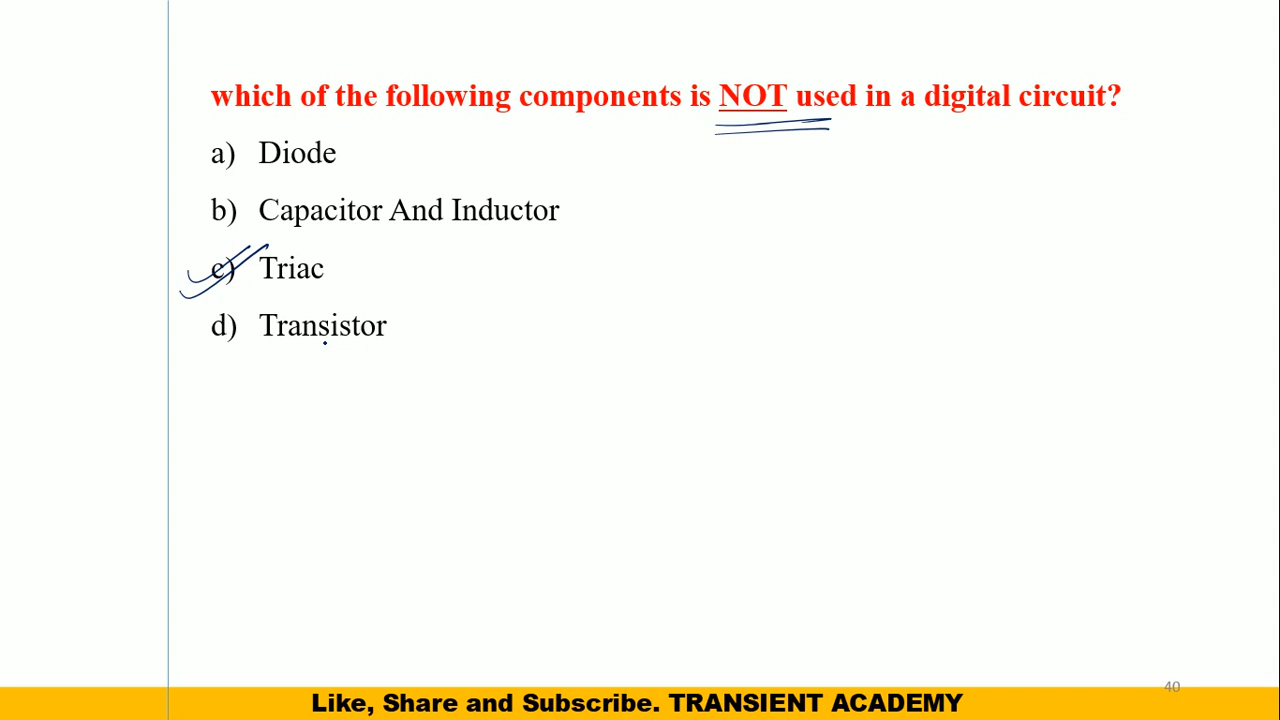 which of the following components is NOT used in a digital circuit?
a) Diode
b) Capacitor And Inductor
c) Triac
d) Transistor
40
Like, Share and Subscribe. TRANSIENT ACADEMY